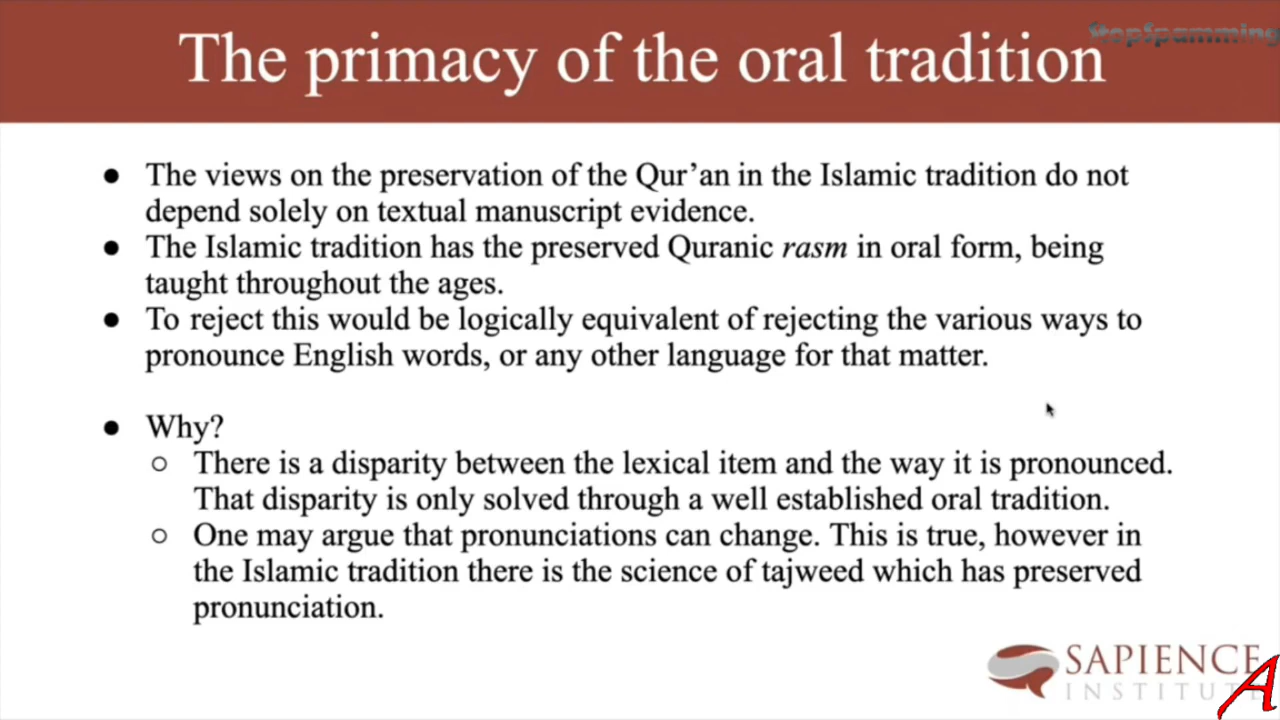 StopSpamming
The primacy of the oral tradition
● The views on the preservation of the Qur’an in the Islamic tradition do not
depend solely on textual manuscript evidence.
● The Islamic tradition has the preserved Quranic rasm in oral form, being
taught throughout the ages.
● To reject this would be logically equivalent of rejecting the various ways to
pronounce English words, or any other language for that matter.
● Why?
○ There is a disparity between the lexical item and the way it is pronounced.
That disparity is only solved through a well established oral tradition.
○ One may argue that pronunciations can change. This is true, however in
the Islamic tradition there is the science of tajweed which has preserved
pronunciation.
SAPIENCE
INSTITUTE
A